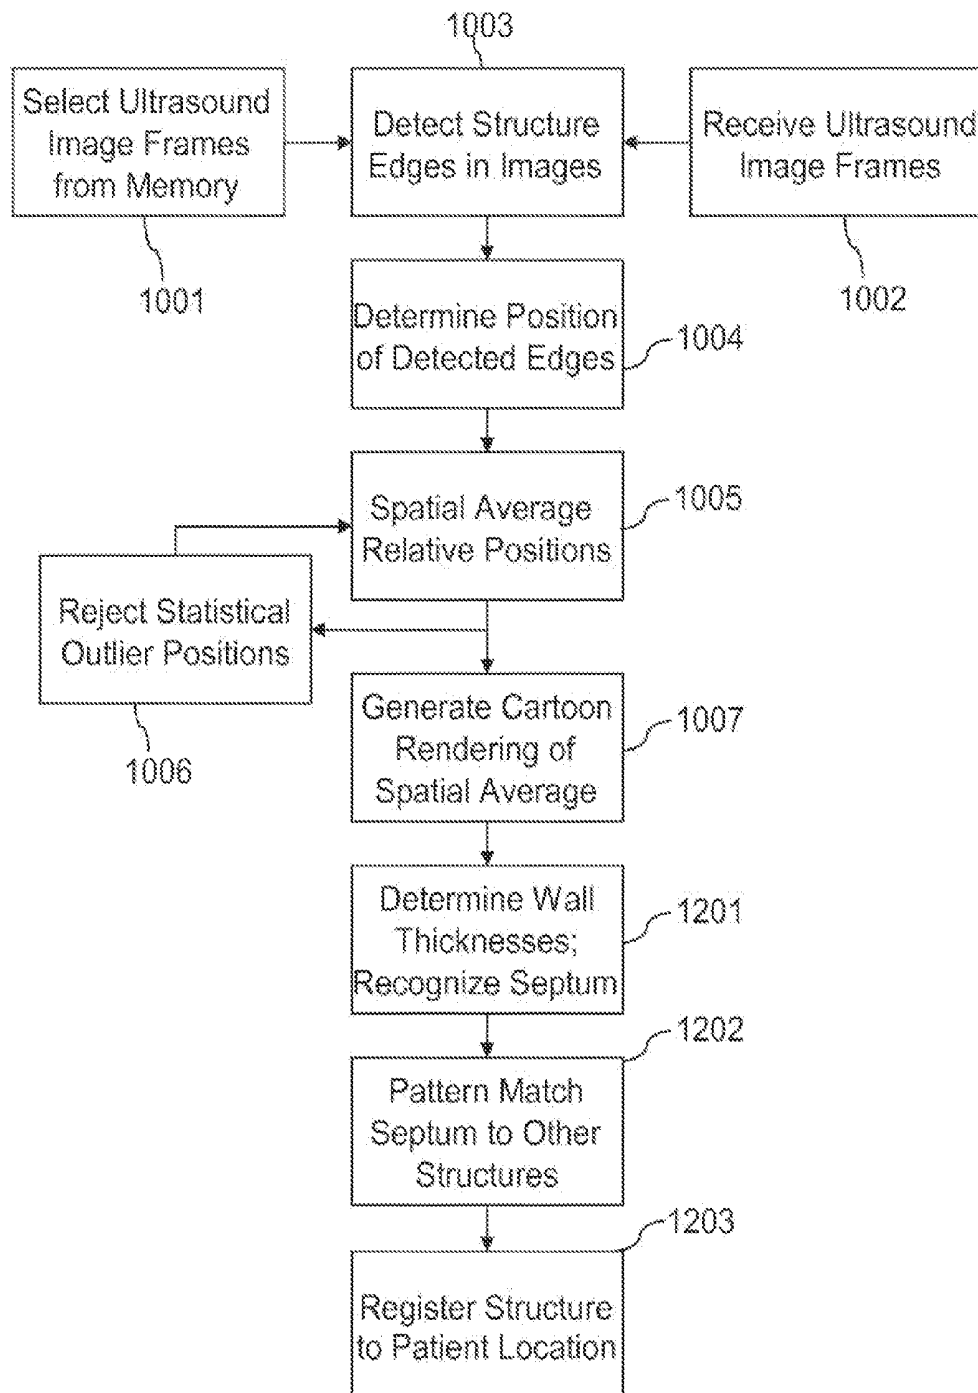 1003
Select Ultrasound
Image Frames
from Memory
Detect Structure
Edges in Images
Receive Ultrasound
Image Frames
1001
1002
Determine Position
of Detected Edges
1004
Spatial Average
Relative Positions
1005
Reject Statistical
Outlier Positions
1006
Generate Cartoon
Rendering of
Spatial Average
1007
Determine Wall
Thicknesses;
Recognize Septum
1201
Pattern Match
Septum to Other
Structures
1202
Register Structure
to Patient Location
1203